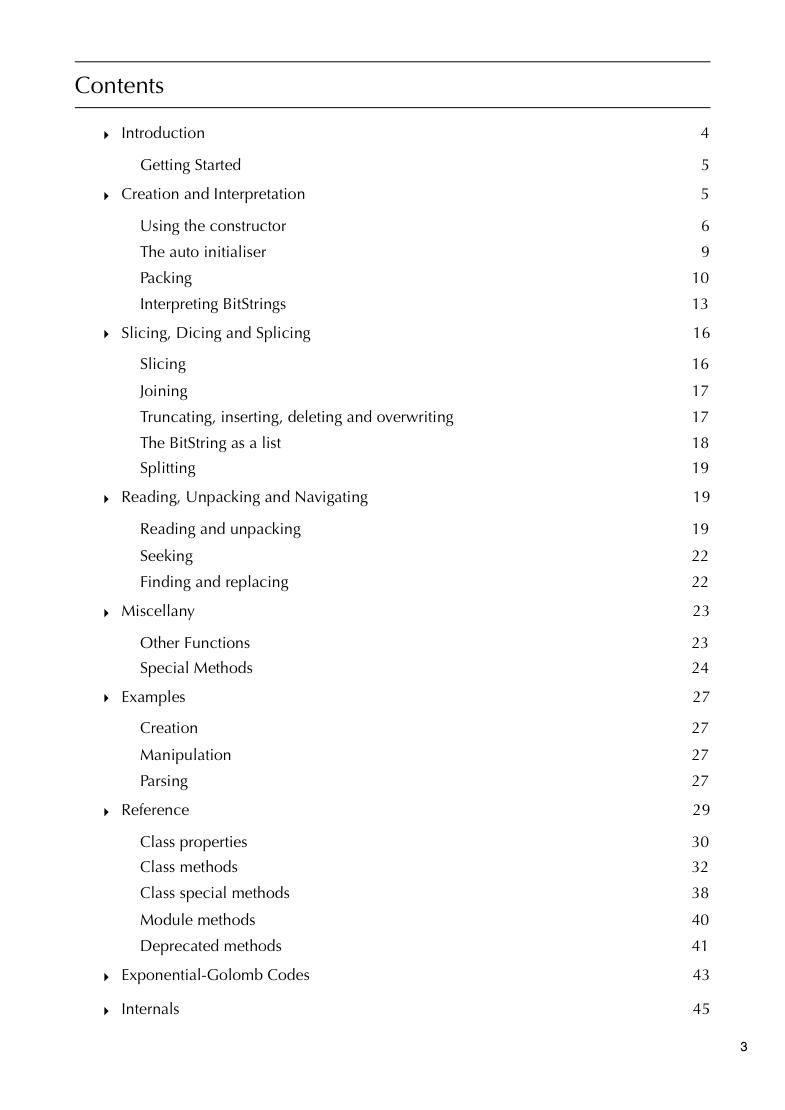 Contents
Introduction 4
Getting Started 5
Creation and Interpretation 5
Using the constructor 6
The auto initialiser 9
Packing 10
Interpreting BitStrings 13
Slicing, Dicing and Splicing 16
Slicing 16
Joining 17
Truncating, inserting, deleting and overwriting 17
The BitString as a list 18
Splitting 19
Reading, Unpacking and Navigating 19
Reading and unpacking 19
Seeking 22
Finding and replacing 22
Miscellany 23
Other Functions 23
Special Methods 24
Examples 27
Creation 27
Manipulation 27
Parsing 27
Reference 29
Class properties 30
Class methods 32
Class special methods 38
Module methods 40
Deprecated methods 41
Exponential-Golomb Codes 43
Internals 45
3